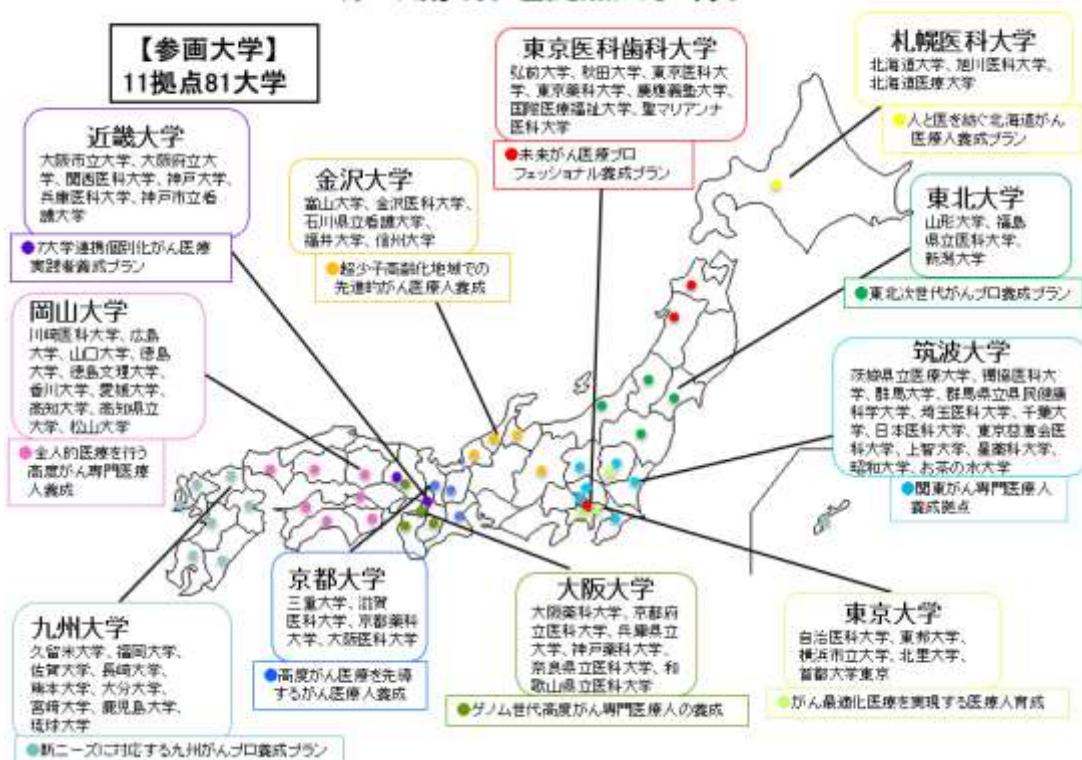 【参画大学】
11拠点81大学
東京医科歯科大学
弘前大学、秋田大学、東京医科大
学、東京薬科大学、慶應義塾大学、
国際医療福祉大学、聖マリアンナ
医科大学
●未来がん医療プロ
フェッショナル養成プラン
札幌医科大学
北海道大学、旭川医科大学、
北海道医療大学
●人と医を紡ぐ北海道がん
医療人養成プラン
近畿大学
大阪市立大学、大阪府立大
学、関西医科大学、神戸大学、
兵庫医科大学、神戸市立看
護大学
●7大学連携個別化がん医療
実践者養成プラン
金沢大学
富山大学、金沢医科大学、
石川県立看護大学、
福井大学、信州大学
●超少子高齢化地域での
先進的がん医療人養成
東北大学
山形大学、福島
県立医科大学、
新潟大学
●東北次世代がんプロ養成プラン
岡山大学
川崎医科大学、広島
大学、山口大学、徳島
大学、徳島文理大学、
香川大学、愛媛大学、
高知大学、高知県立
大学、松山大学
●全人的医療を行う
高度がん専門医療
人養成
筑波大学
茨城県立医療大学、獨協医科大
学、群馬大学、群馬県立県民健康
科学大学、埼玉医科大学、千葉大
学、日本医科大学、東京慈恵会医
科大学、上智大学、星薬科大学、
昭和大学、お茶の水大学
●関東がん専門医療人
養成拠点
京都大学
三重大学、滋賀
医科大学、京都薬科
大学、大阪医科大学
●高度がん医療を先導
するがん医療人養成
大阪大学
大阪薬科大学、京都府
立医科大学、兵庫県立
大学、神戸薬科大学、
奈良県立医科大学、和
歌山県立医科大学
●ゲノム世代高度がん専門医療人の養成
東京大学
自治医科大学、東邦大学、
横浜市立大学、北里大学、
首都大学東京
●がん最適化医療を実現する医療人育成
九州大学
久留米大学、福岡大学、
佐賀大学、長崎大学、
熊本大学、大分大学、
宮崎大学、鹿児島大学、
琉球大学
●新ニーズに対応する九州がんプロ養成プラン